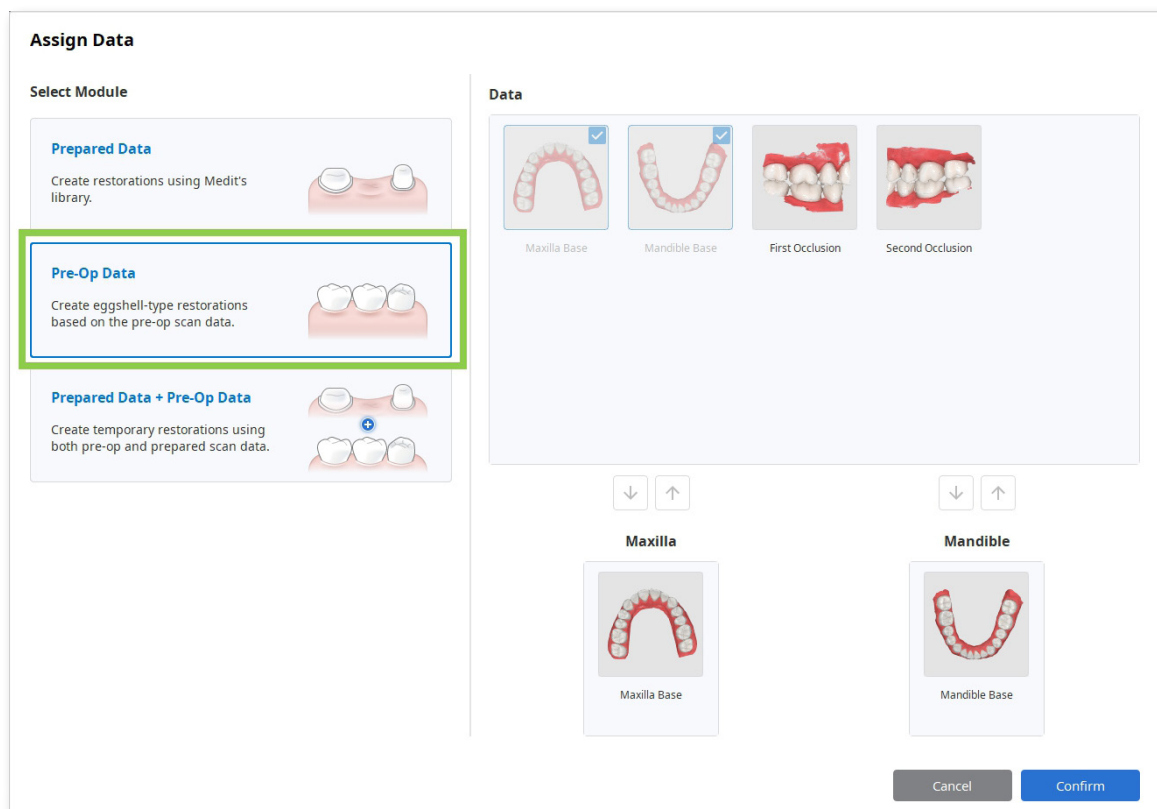 Assign Data
Select Module
Prepared Data
Create restorations using Medit's
library.
Pre-Op Data
Create eggshell-type restorations
based on the pre-op scan data.
Prepared Data + Pre-Op Data
Create temporary restorations using
both pre-op and prepared scan data.
Data
Maxilla Base
Mandible Base
First Occlusion
Second Occlusion
Maxilla
Mandible
Maxilla Base
Mandible Base
Cancel
Confirm